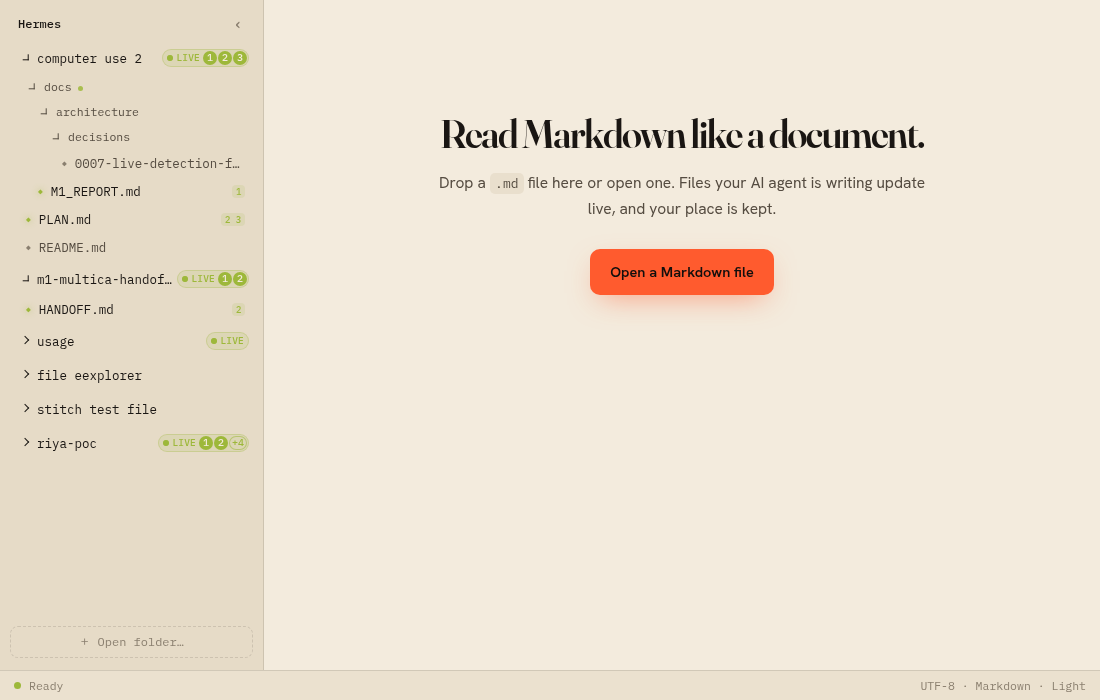 Hermes
computer use 2 LIVE 1 2 3
docs
architecture
decisions
0007-live-detection-f…
M1_REPORT.md 1
PLAN.md 2 3
README.md
m1-multica-handof… LIVE 1 2
HANDOFF.md 2
usage LIVE
file eexplorer
stitch test file
riya-poc LIVE 1 2 +4
+ Open folder…
Read Markdown like a document.
Drop a .md file here or open one. Files your AI agent is writing update
live, and your place is kept.
Open a Markdown file
Ready
UTF-8 · Markdown · Light